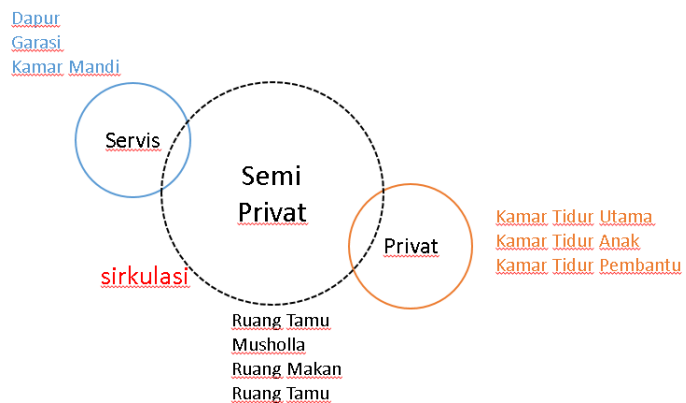 Dapur
Garasi
Kamar Mandi
Servis
Semi
Privat
Privat
Kamar Tidur Utama
Kamar Tidur Anak
Kamar Tidur Pembantu
sirkulasi
Ruang Tamu
Musholla
Ruang Makan
Ruang Tamu